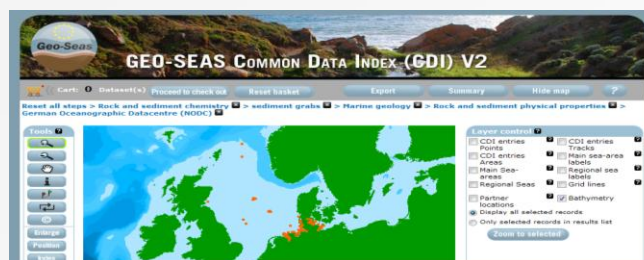 Geo-Seas
GEO-SEAS COMMON DATA INDEX (CDI) V2
Cart: 0 Dataset(s) Proceed to check out Reset basket Export Summary Hide map ?
Reset all steps > Rock and sediment chemistry > sediment grabs > Marine geology > Rock and sediment physical properties >
German Oceanographic Datacentre (NODC)
Tools ?
Enlarge
Position
Index
Layer control ?
CDI entries Points ? CDI entries Tracks ?
CDI entries Areas ? Main sea-area labels ?
Main Sea-areas ? Regional sea labels ?
Regional Seas ? Grid lines ?
Partner locations ? Bathymetry ?
Display all selected records
Only selected records in results list
Zoom to selected